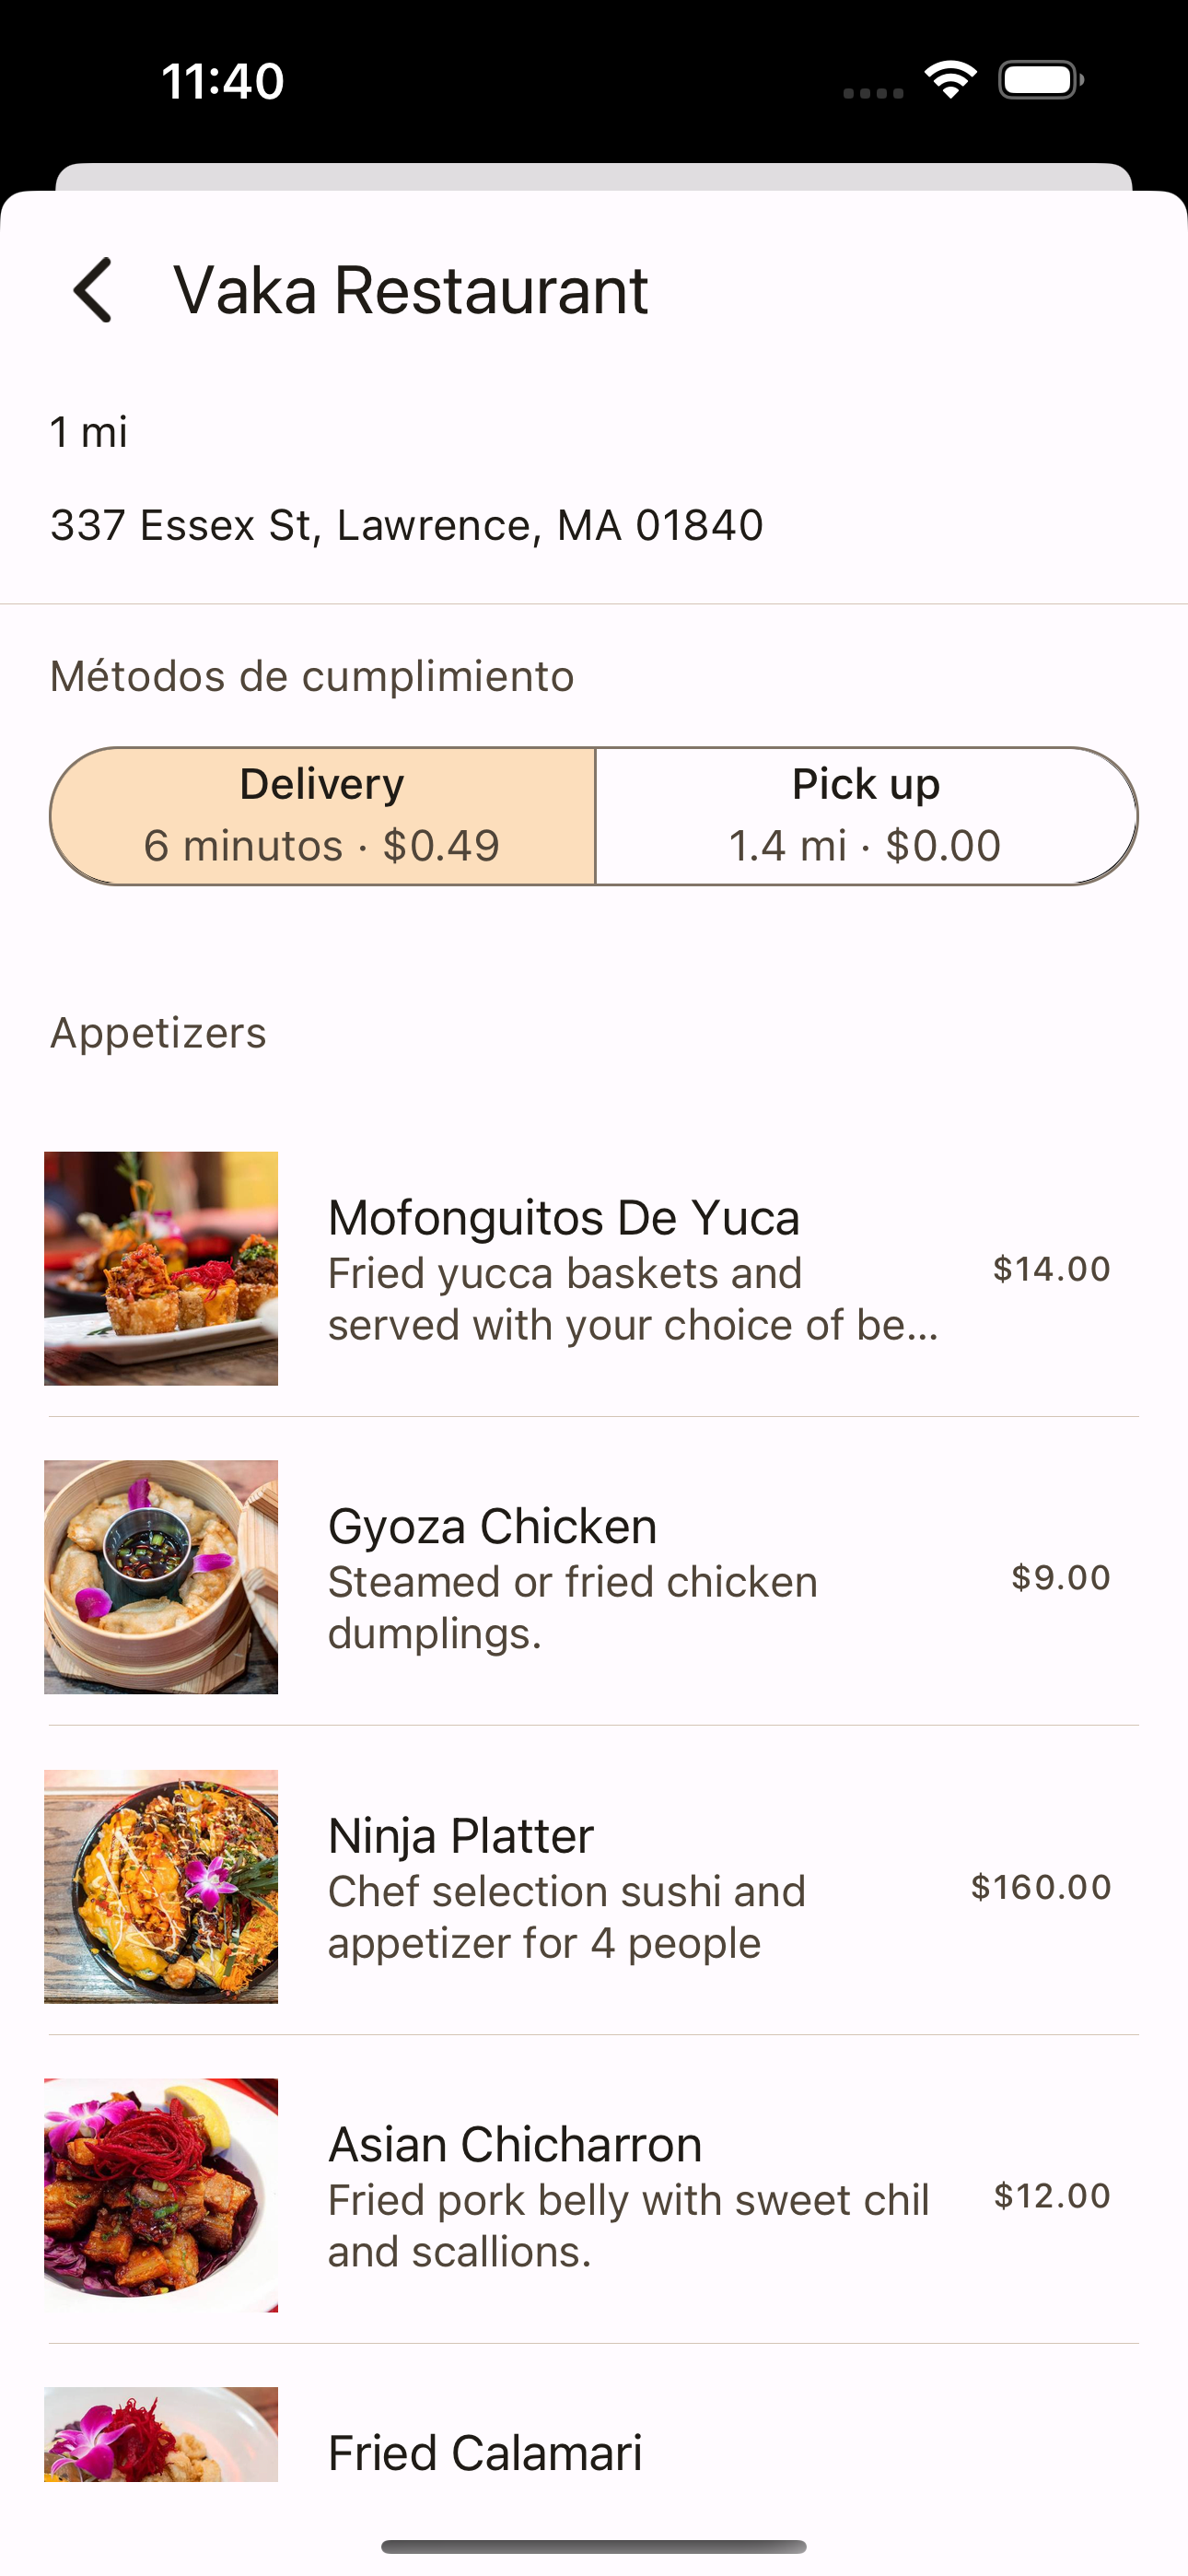 11:40
Vaka Restaurant
1 mi
337 Essex St, Lawrence, MA 01840
Métodos de cumplimiento
Delivery
6 minutos · $0.49
Pick up
1.4 mi · $0.00
Appetizers
Mofonguitos De Yuca
Fried yucca baskets and
served with your choice of be...
$14.00
Gyoza Chicken
Steamed or fried chicken
dumplings.
$9.00
Ninja Platter
Chef selection sushi and
appetizer for 4 people
$160.00
Asian Chicharron
Fried pork belly with sweet chil
and scallions.
$12.00
Fried Calamari